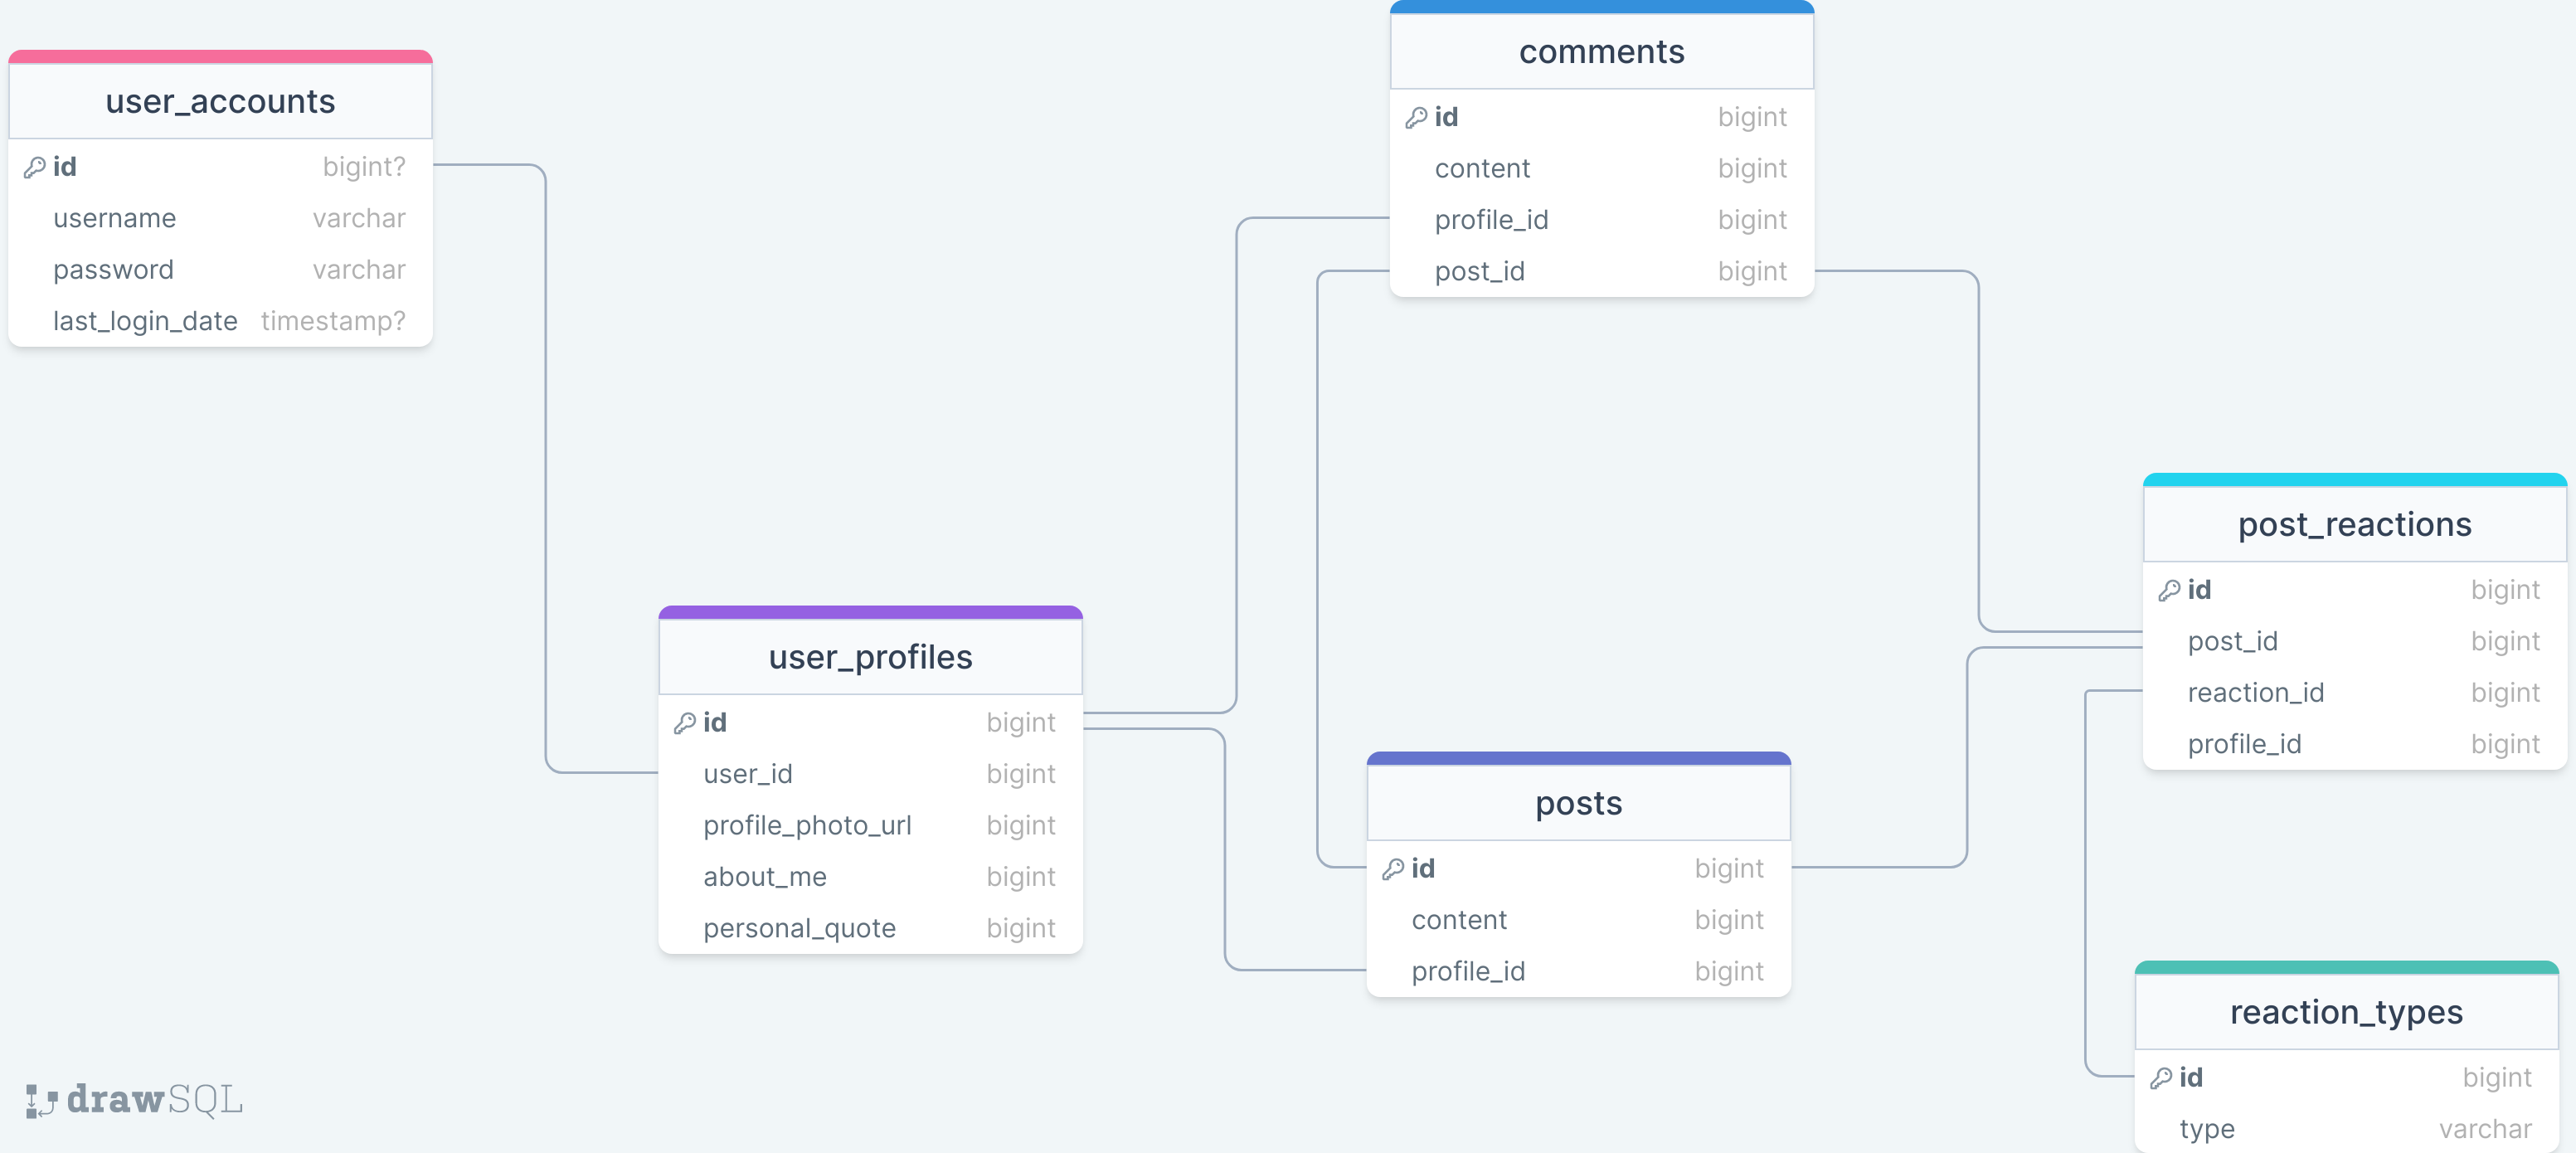 user_accounts
id bigint?
username varchar
password varchar
last_login_date timestamp?
comments
id bigint
content bigint
profile_id bigint
post_id bigint
user_profiles
id bigint
user_id bigint
profile_photo_url bigint
about_me bigint
personal_quote bigint
posts
id bigint
content bigint
profile_id bigint
post_reactions
id bigint
post_id bigint
reaction_id bigint
profile_id bigint
reaction_types
id bigint
type varchar
drawSQL